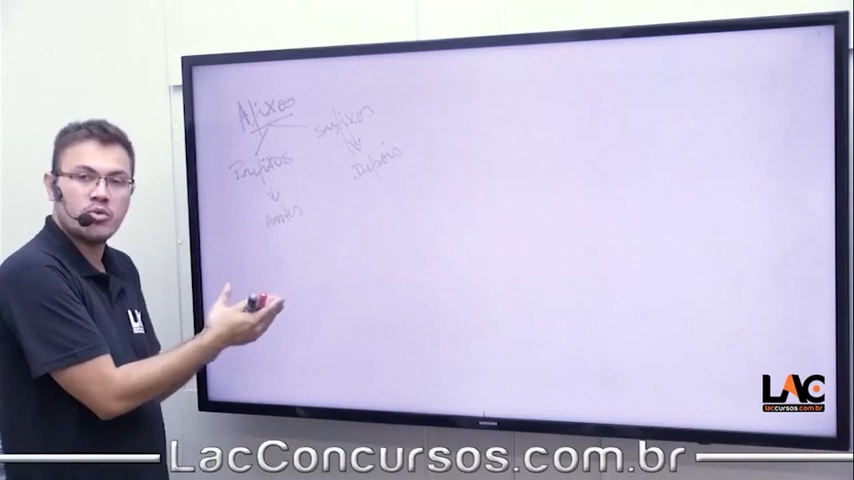 Afixos
Sufixos
Prefixos
Depois
Antes
LAC
laccursos.com.br
LacConcursos.com.br